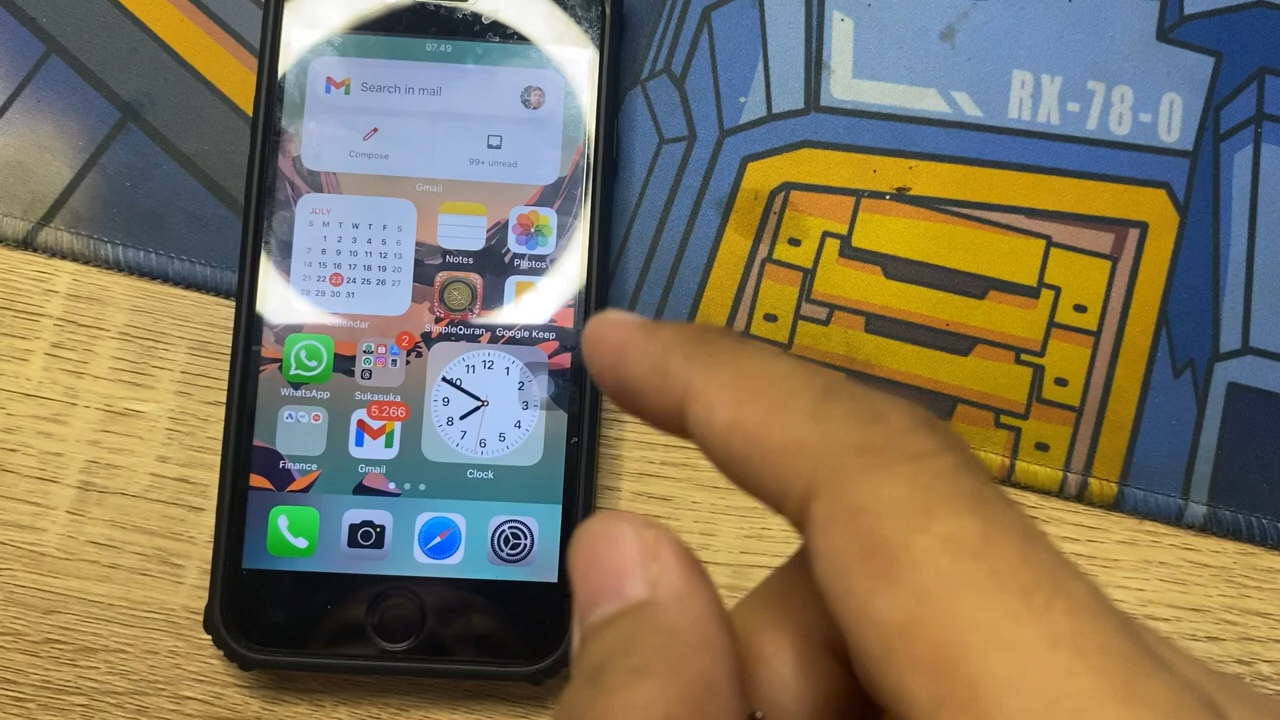 07.49
Search in mail
Compose
99+ unread
Gmail
JULY
S M T W T F S
1 2 3 4 5 6
7 8 9 10 11 12 13
14 15 16 17 18 19 20
21 22 23 24 25 26 27
28 29 30 31
Calendar
Notes
Photos
SimpleQuran
Google Keep
WhatsApp
2
Sukasuka
Finance
5.266
Gmail
12
1
2
3
4
5
6
7
8
9
10
11
Clock
RX-78-0